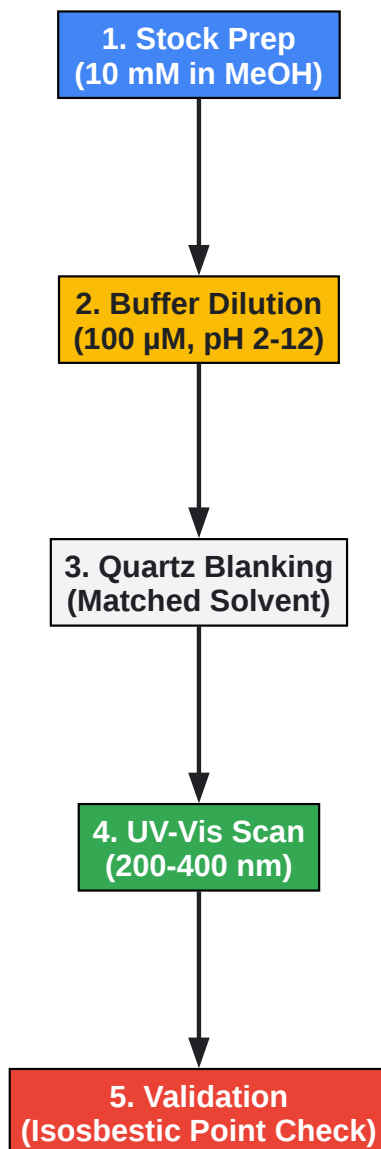 1. Stock Prep
(10 mM in MeOH)
2. Buffer Dilution
(100 µM, pH 2-12)
3. Quartz Blanking
(Matched Solvent)
4. UV-Vis Scan
(200-400 nm)
5. Validation
(Isosbestic Point Check)